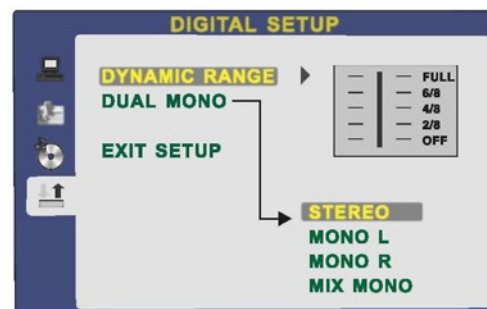 DIGITAL SETUP
DYNAMIC RANGE
DUAL MONO
EXIT SETUP
FULL
6/8
4/8
2/8
OFF
STEREO
MONO L
MONO R
MIX MONO